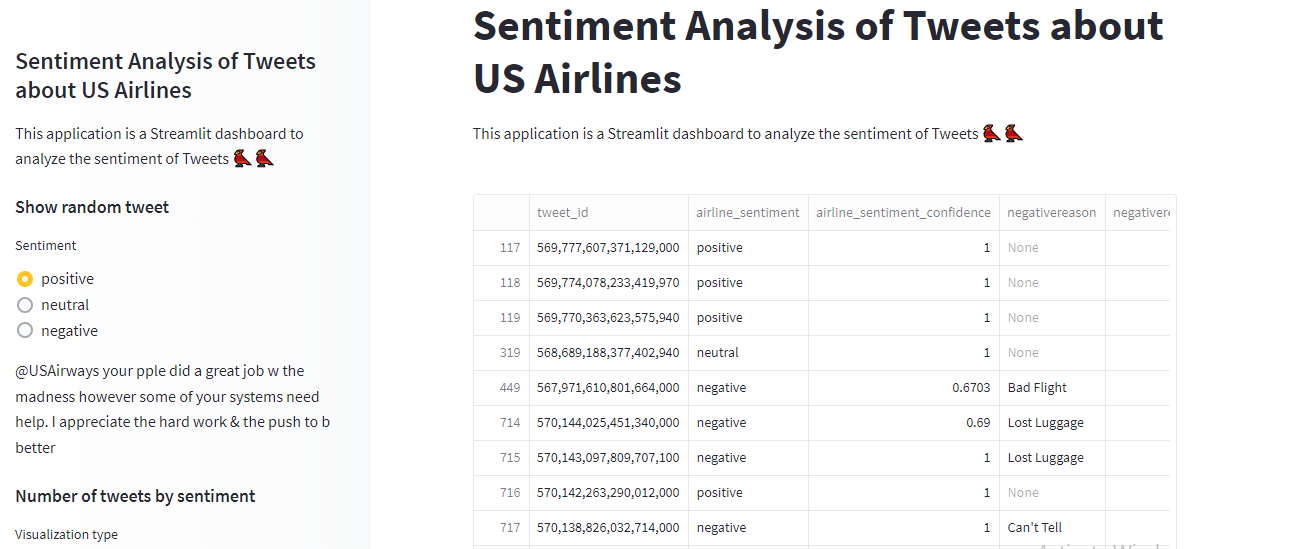 Sentiment Analysis of Tweets
about US Airlines
This application is a Streamlit dashboard to
analyze the sentiment of Tweets
Show random tweet
Sentiment
positive
neutral
negative
@USAirways your pple did a great job w the
madness however some of your systems need
help. I appreciate the hard work & the push to b
better
Number of tweets by sentiment
Visualization type
Sentiment Analysis of Tweets about
US Airlines
This application is a Streamlit dashboard to analyze the sentiment of Tweets
tweet_id airline_sentiment airline_sentiment_confidence negativereason negativere
117 569,777,607,371,129,000 positive 1 None
118 569,774,078,233,419,970 positive 1 None
119 569,770,363,623,575,940 positive 1 None
319 568,689,188,377,402,940 neutral 1 None
449 567,971,610,801,664,000 negative 0.6703 Bad Flight
714 570,144,025,451,340,000 negative 0.69 Lost Luggage
715 570,143,097,809,707,100 negative 1 Lost Luggage
716 570,142,263,290,012,000 positive 1 None
717 570,138,826,032,714,000 negative 1 Can't Tell